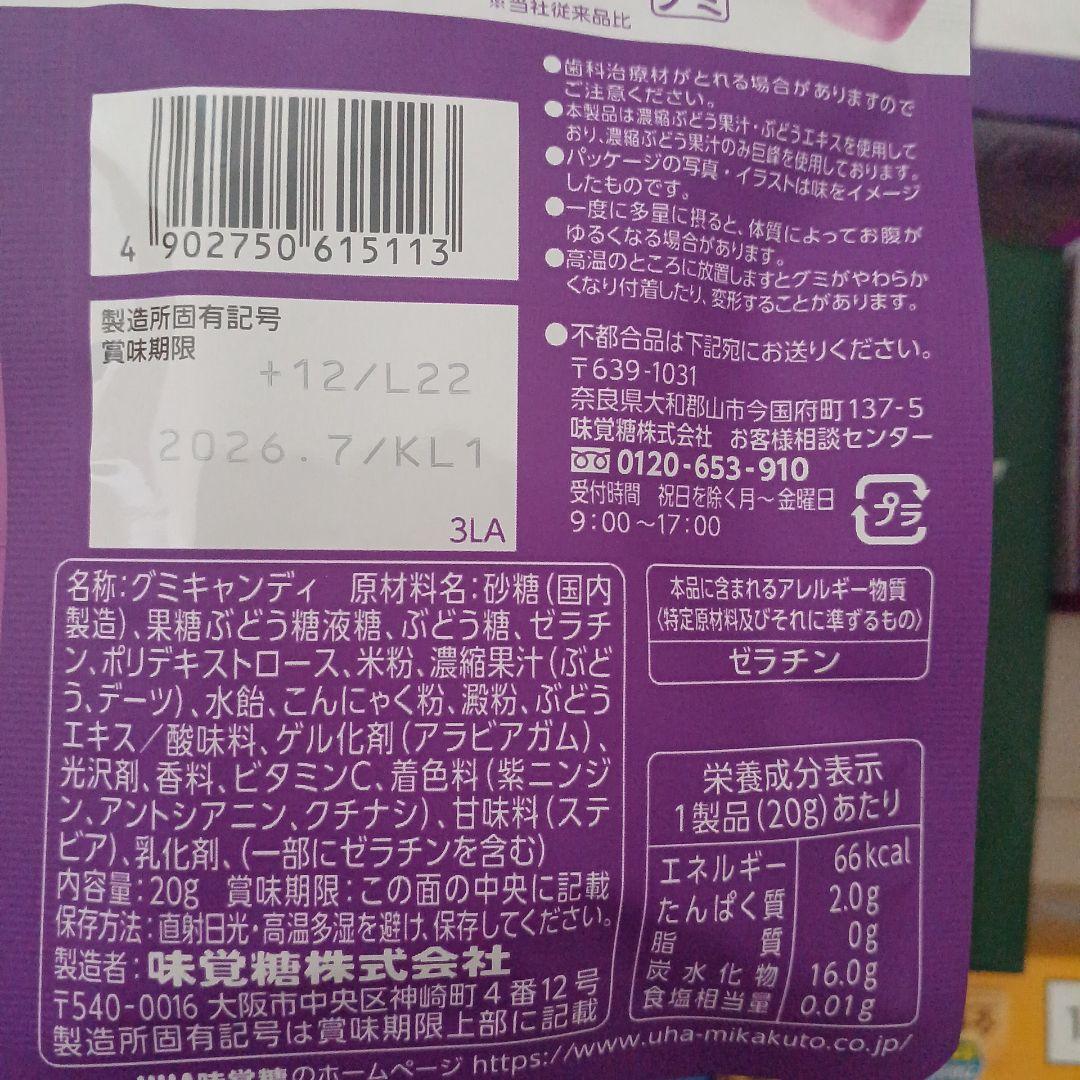 ※当社従来品比
グミ
4 902750 615113
製造所固有記号
賞味期限
+12/L22
2026.7/KL1
3LA
●歯科治療材がとれる場合がありますので
ご注意ください。
●本製品は濃縮ぶどう果汁・ぶどうエキスを使用して
おり、濃縮ぶどう果汁のみ巨峰を使用しております。
●パッケージの写真・イラストは味をイメージ
したものです。
●一度に多量に摂ると、体質によってお腹が
ゆるくなる場合があります。
●高温のところに放置しますとグミがやわらか
くなり付着したり、変形することがあります。
●不都合品は下記宛にお送りください。
〒639-1031
奈良県大和郡山市今国府町137-5
味覚糖株式会社 お客様相談センター
0120-653-910
受付時間 祝日を除く月～金曜日
9:00～17:00
プラ
名称:グミキャンディ 原材料名:砂糖(国内
製造)、果糖ぶどう糖液糖、ぶどう糖、ゼラチ
ン、ポリデキストロース、米粉、濃縮果汁(ぶど
う、デーツ)、水飴、こんにゃく粉、澱粉、ぶどう
エキス/酸味料、ゲル化剤(アラビアガム)、
光沢剤、香料、ビタミンC、着色料(紫ニンジ
ン、アントシアニン、クチナシ)、甘味料(ステ
ビア)、乳化剤、(一部にゼラチンを含む)
内容量:20g 賞味期限:この面の中央に記載
保存方法:直射日光・高温多湿を避け、保存してください。
製造者:味覚糖株式会社
〒540-0016 大阪市中央区神崎町4番12号
製造所固有記号は賞味期限上部に記載
本品に含まれるアレルギー物質
(特定原材料及びそれに準ずるもの)
ゼラチン
栄養成分表示
1製品(20g)あたり
エネルギー 66kcal
たんぱく質 2.0g
脂質 0g
炭水化物 16.0g
食塩相当量 0.01g
UHA味覚糖のホームページ https://www.uha-mikakuto.co.jp/